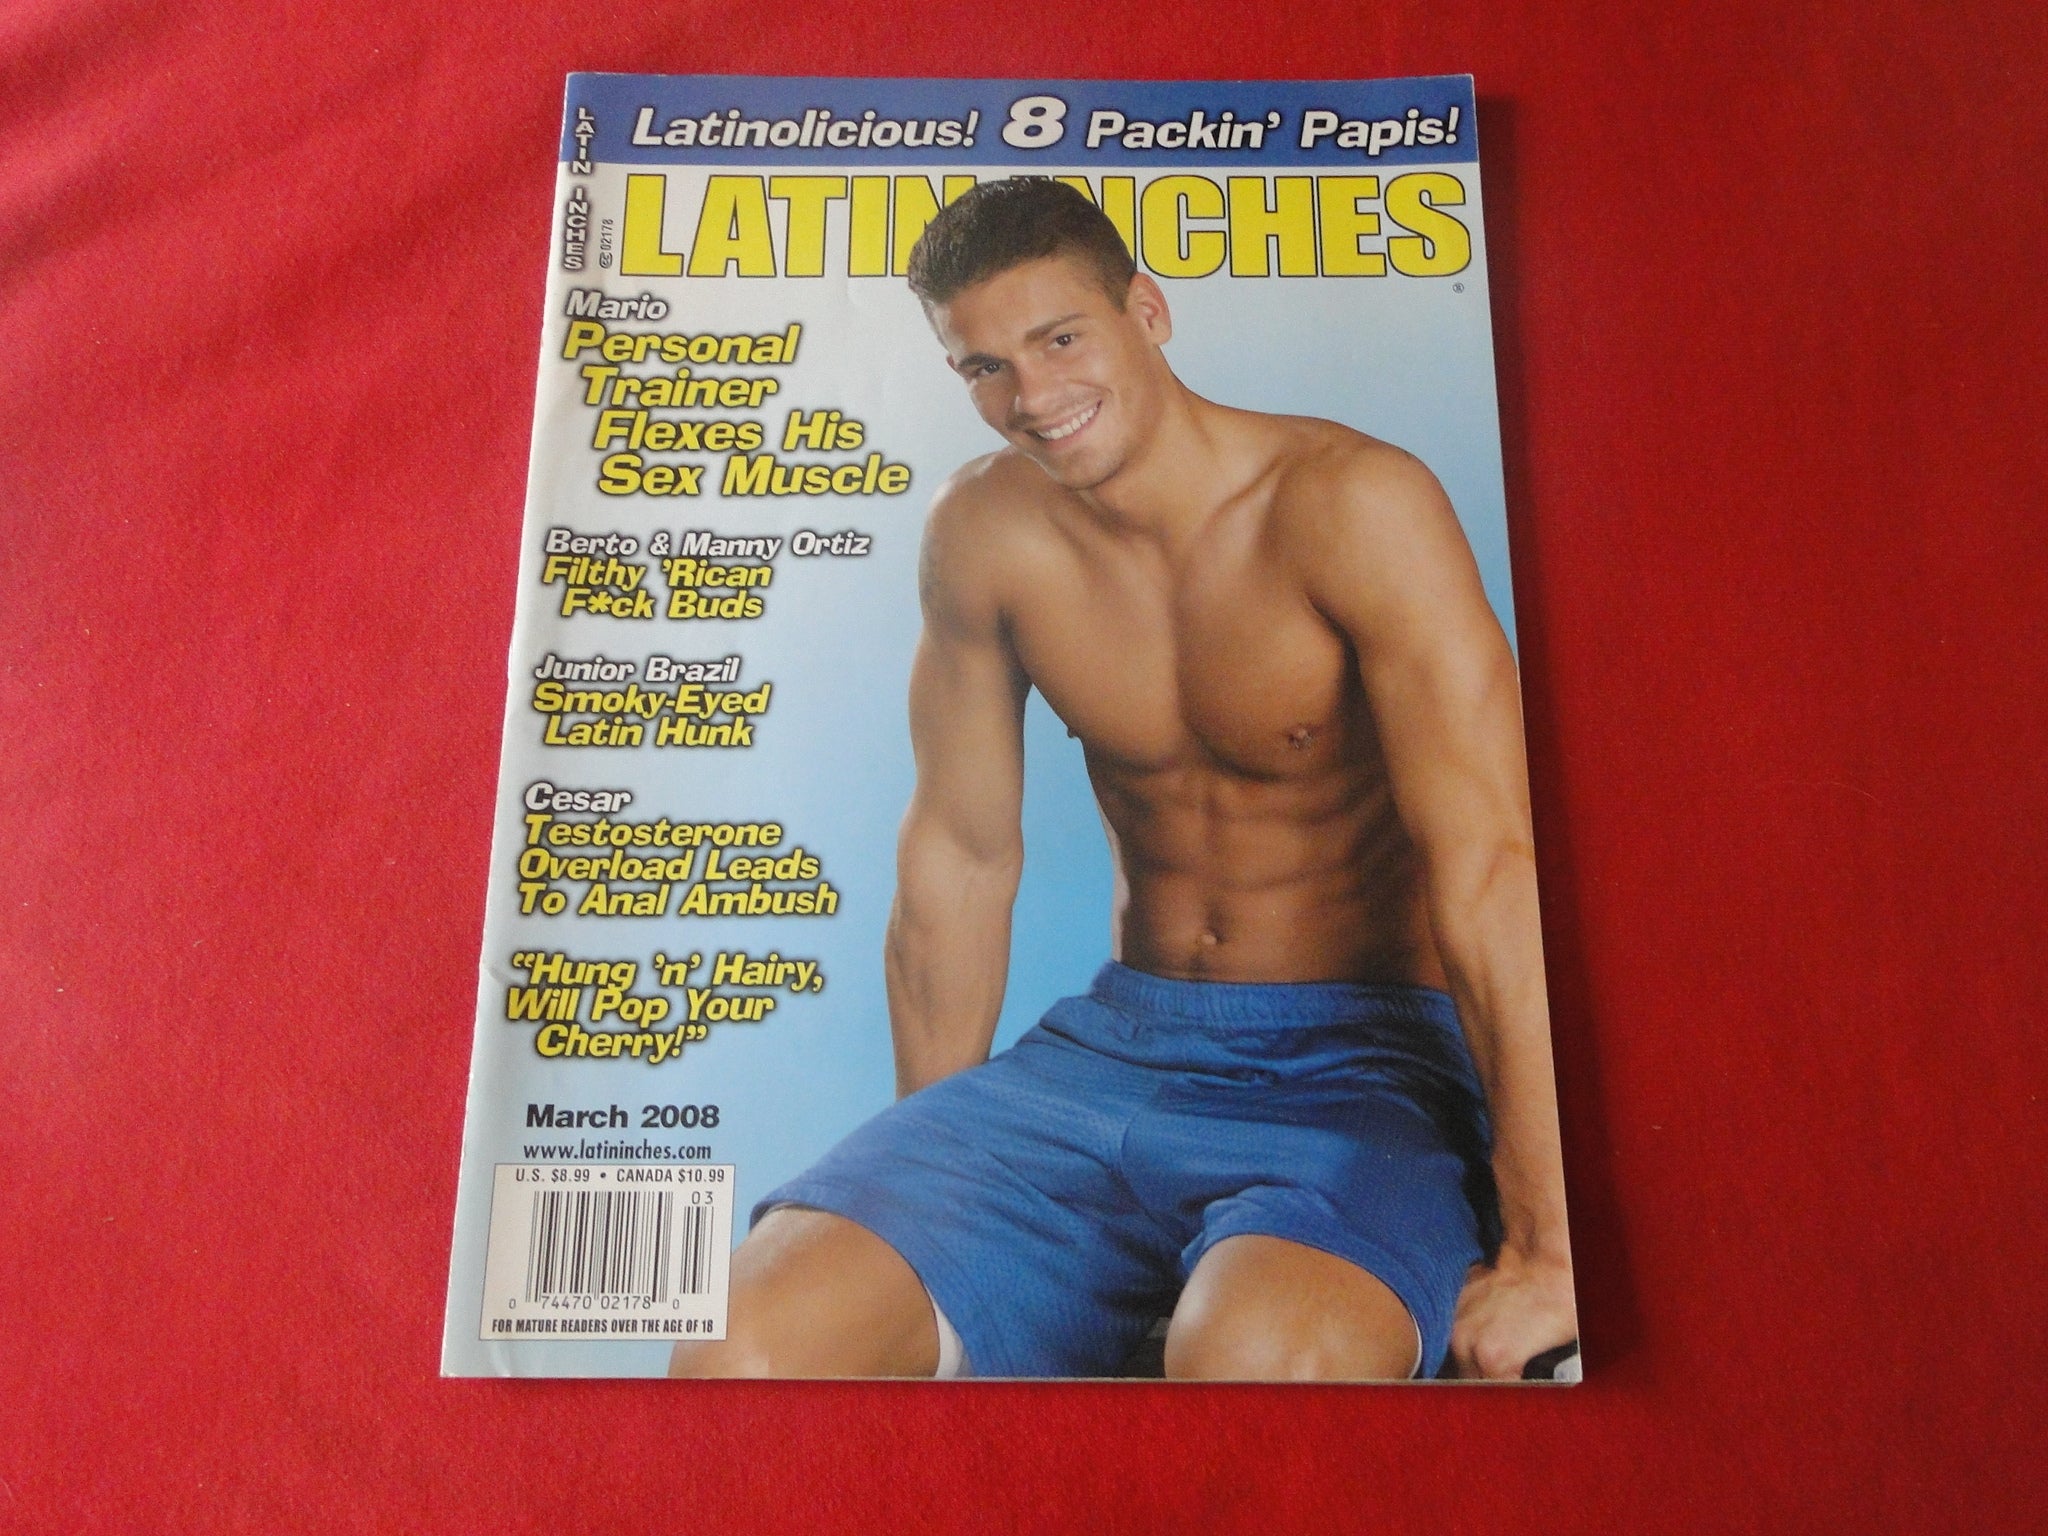 Latinolicious! 8 Packin' Papis!
LATIN INCHES
LATIN INCHES
02178
®
Mario
Personal
Trainer
Flexes His
Sex Muscle
Berto & Manny Ortiz
Filthy 'Rican
F*ck Buds
Junior Brazil
Smoky-Eyed
Latin Hunk
Cesar
Testosterone
Overload Leads
To Anal Ambush
"Hung 'n' Hairy,
Will Pop Your
Cherry!"
March 2008
www.latininches.com
U.S. $8.99 • CANADA $10.99
03
0 74470 02178 0
FOR MATURE READERS OVER THE AGE OF 18